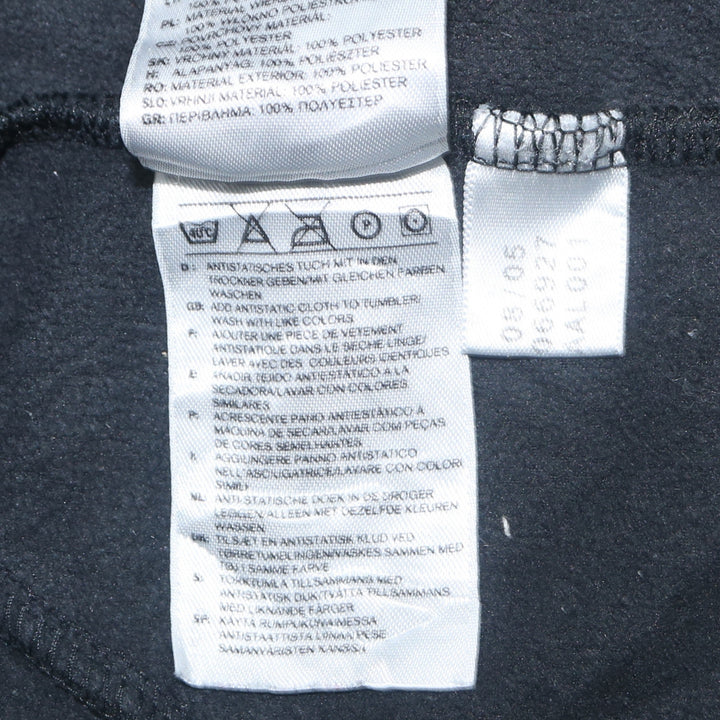 PL: MATERIAŁ WIERZCHNI:
100% WŁÓKNO POLIESTROWE
100% POLYESTER
SK: VRCHNÝ MATERIÁL: 100% POLYESTER
H: ALAPANYAG: 100% POLIÉSZTER
RO: MATERIAL EXTERIOR: 100% POLIESTER
SLO: VRHNJI MATERIAL: 100% POLIESTER
GR: ΠΕΡΙΒΛΗΜΑ: 100% ΠΟΛΥΕΣΤΕΡ
40°C
P
D: ANTISTATISCHES TUCH MIT IN DEN
TROCKNER GEBEN/MIT GLEICHEN FARBEN
WASCHEN
GB: ADD ANTISTATIC CLOTH TO TUMBLER/
WASH WITH LIKE COLORS
F: AJOUTER UNE PIECE DE VETEMENT
ANTISTATIQUE DANS LE SECHE LINGE/
LAVER AVEC DES COULEURS IDENTIQUES
E: AÑADIR TEJIDO ANTIESTÁTICO A LA
SECADORA/LAVAR CON COLORES
SIMILARES
P: ACRESCENTE PANO ANTIESTÁTICO À
MÁQUINA DE SECAR/LAVAR COM PEÇAS
DE CORES SEMELHANTES
I: AGGIUNGERE PANNO ANTISTATICO
NELL'ASCIUGATRICE/LAVARE CON COLORI
SIMILI
NL: ANTI-STATISCHE DOEK IN DE DROGER
LEGGEN/ALLEEN MET DEZELFDE KLEUREN
WASSEN
DK: TILSÆT EN ANTISTATISK KLUD VED
TØRRETUMBLINGEN/VASKES SAMMEN MED
TØJ I SAMME FARVE
S: TORKTUMLA TILLSAMMANS MED
ANTISTATISK DUK/TVÄTTA TILLSAMMANS
MED LIKNANDE FÄRGER
SF: KÄYTÄ RUMPUKUIVAIMESSA
ANTISTAATTISTA LIINAA/PESE
SAMANVÄRISTEN KANSSA
05/05
066927
AAL001